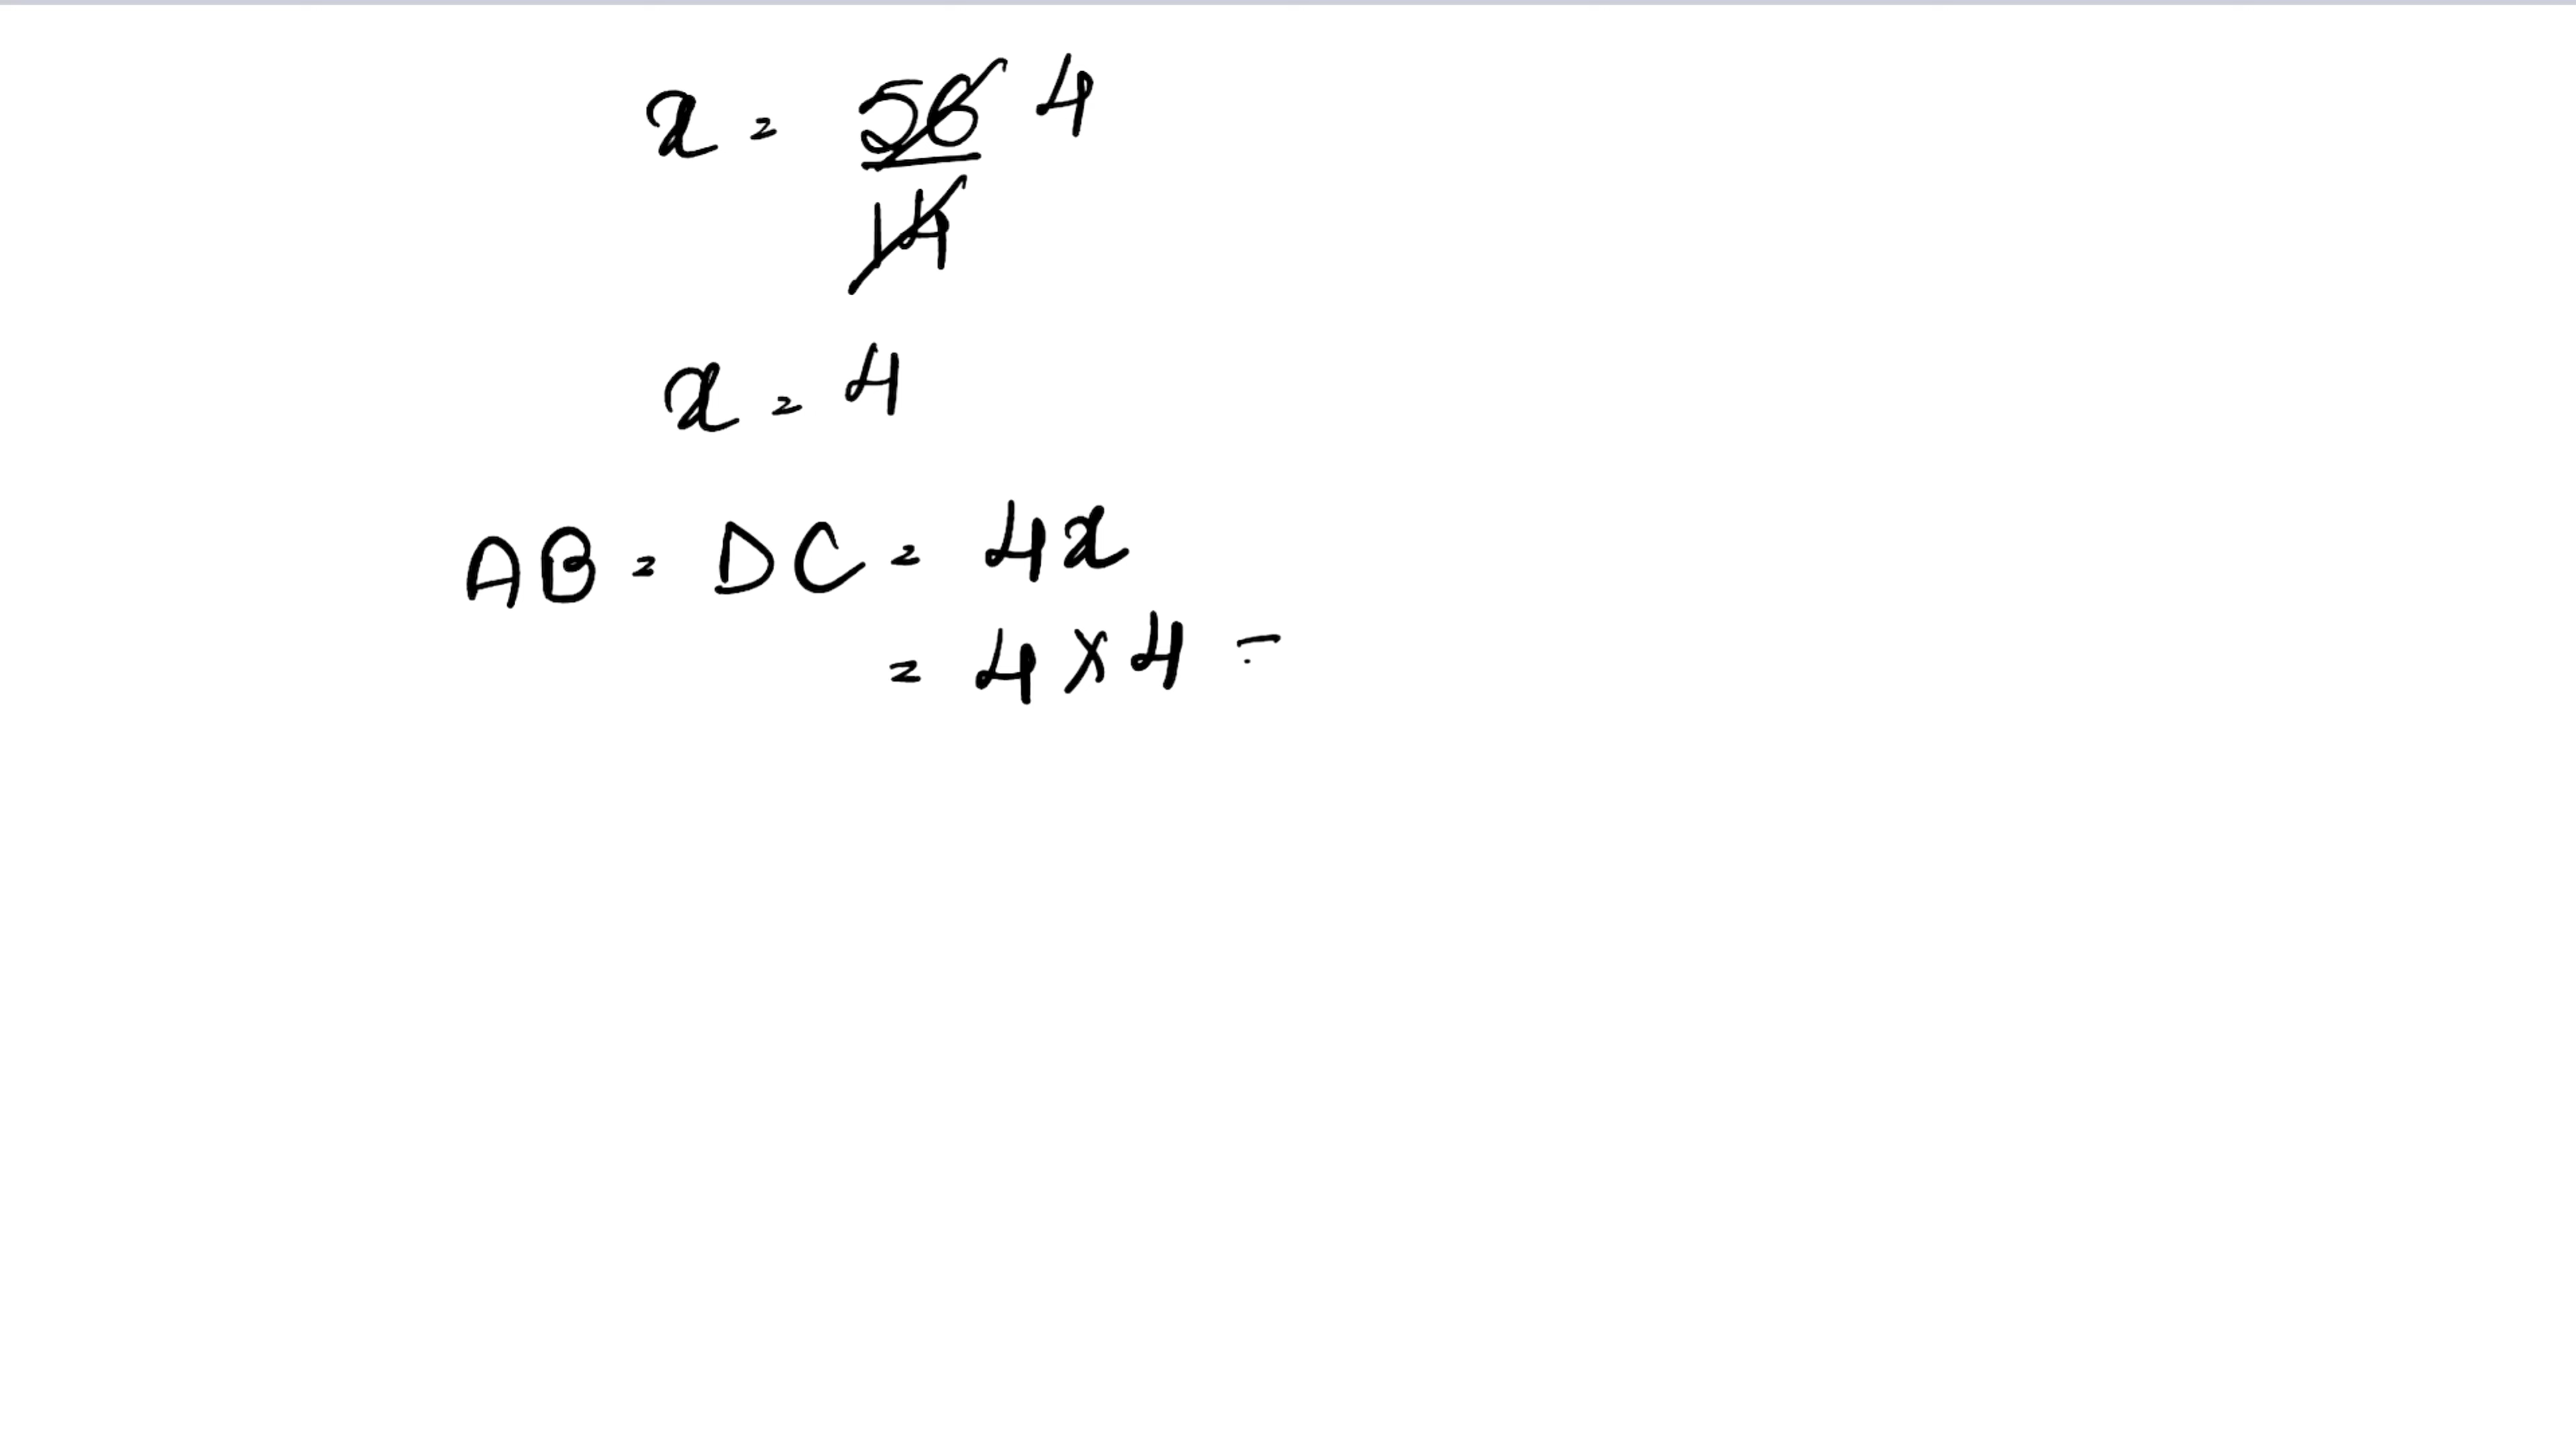 x = 56/14 4
x = 4
AB = DC = 4x
= 4 x 4 =